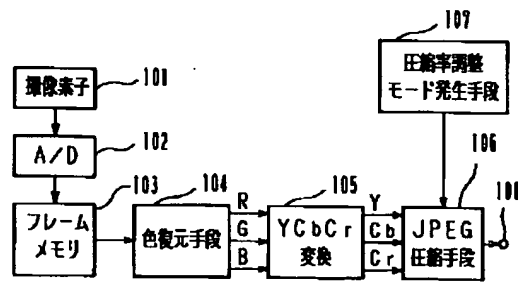 107
圧縮率調整
モード発生手段
撮像素子
101
A/D
102
103
フレーム
メモリ
104
色復元手段
R
G
B
105
YCbCr
変換
Y
Cb
Cr
106
JPEG
圧縮手段
108